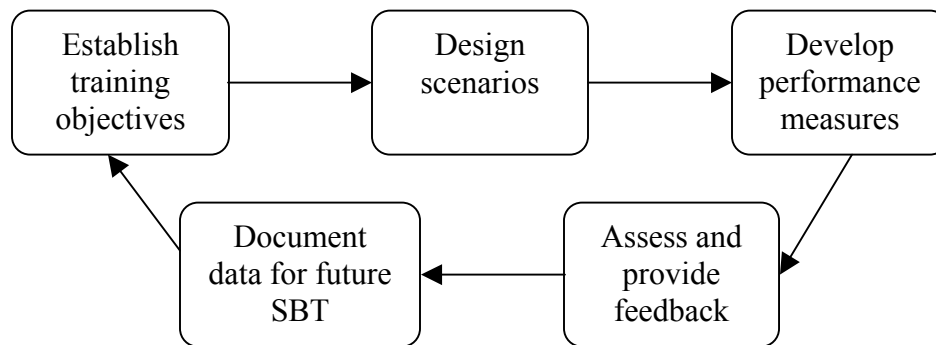 Establish
training
objectives
Design
scenarios
Develop
performance
measures
Assess and
provide
feedback
Document
data for future
SBT